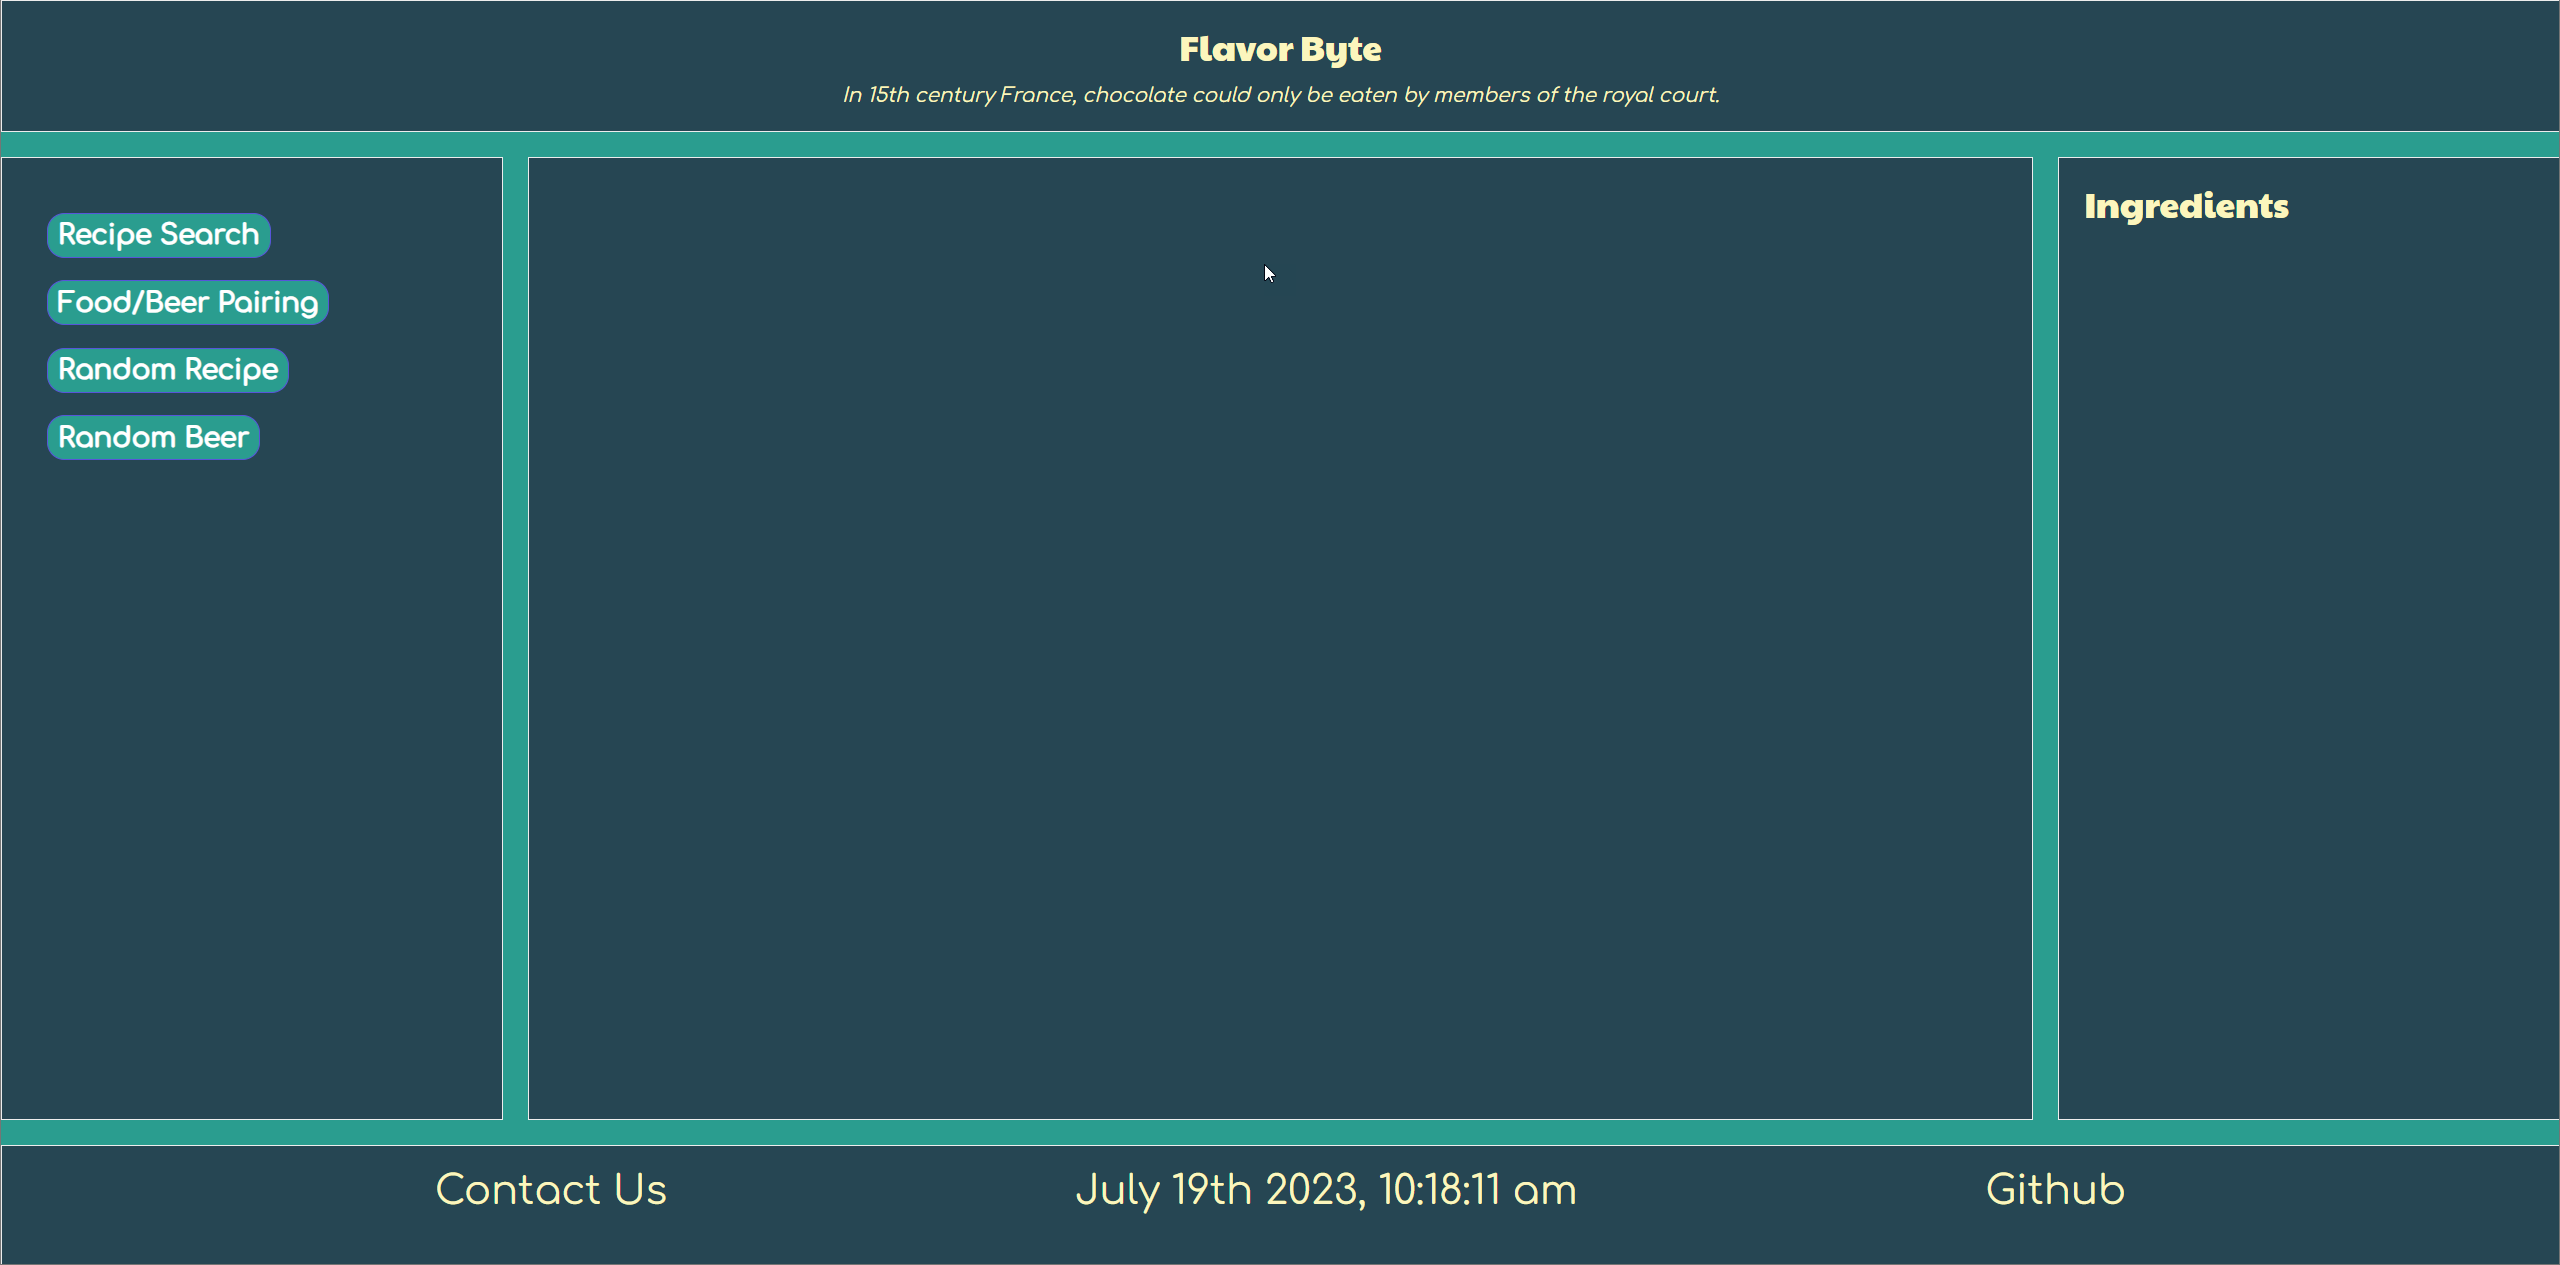 Flavor Byte
In 15th century France, chocolate could only be eaten by members of the royal court.
Recipe Search
Food/Beer Pairing
Random Recipe
Random Beer
Ingredients
Contact Us
July 19th 2023, 10:18:11 am
Github